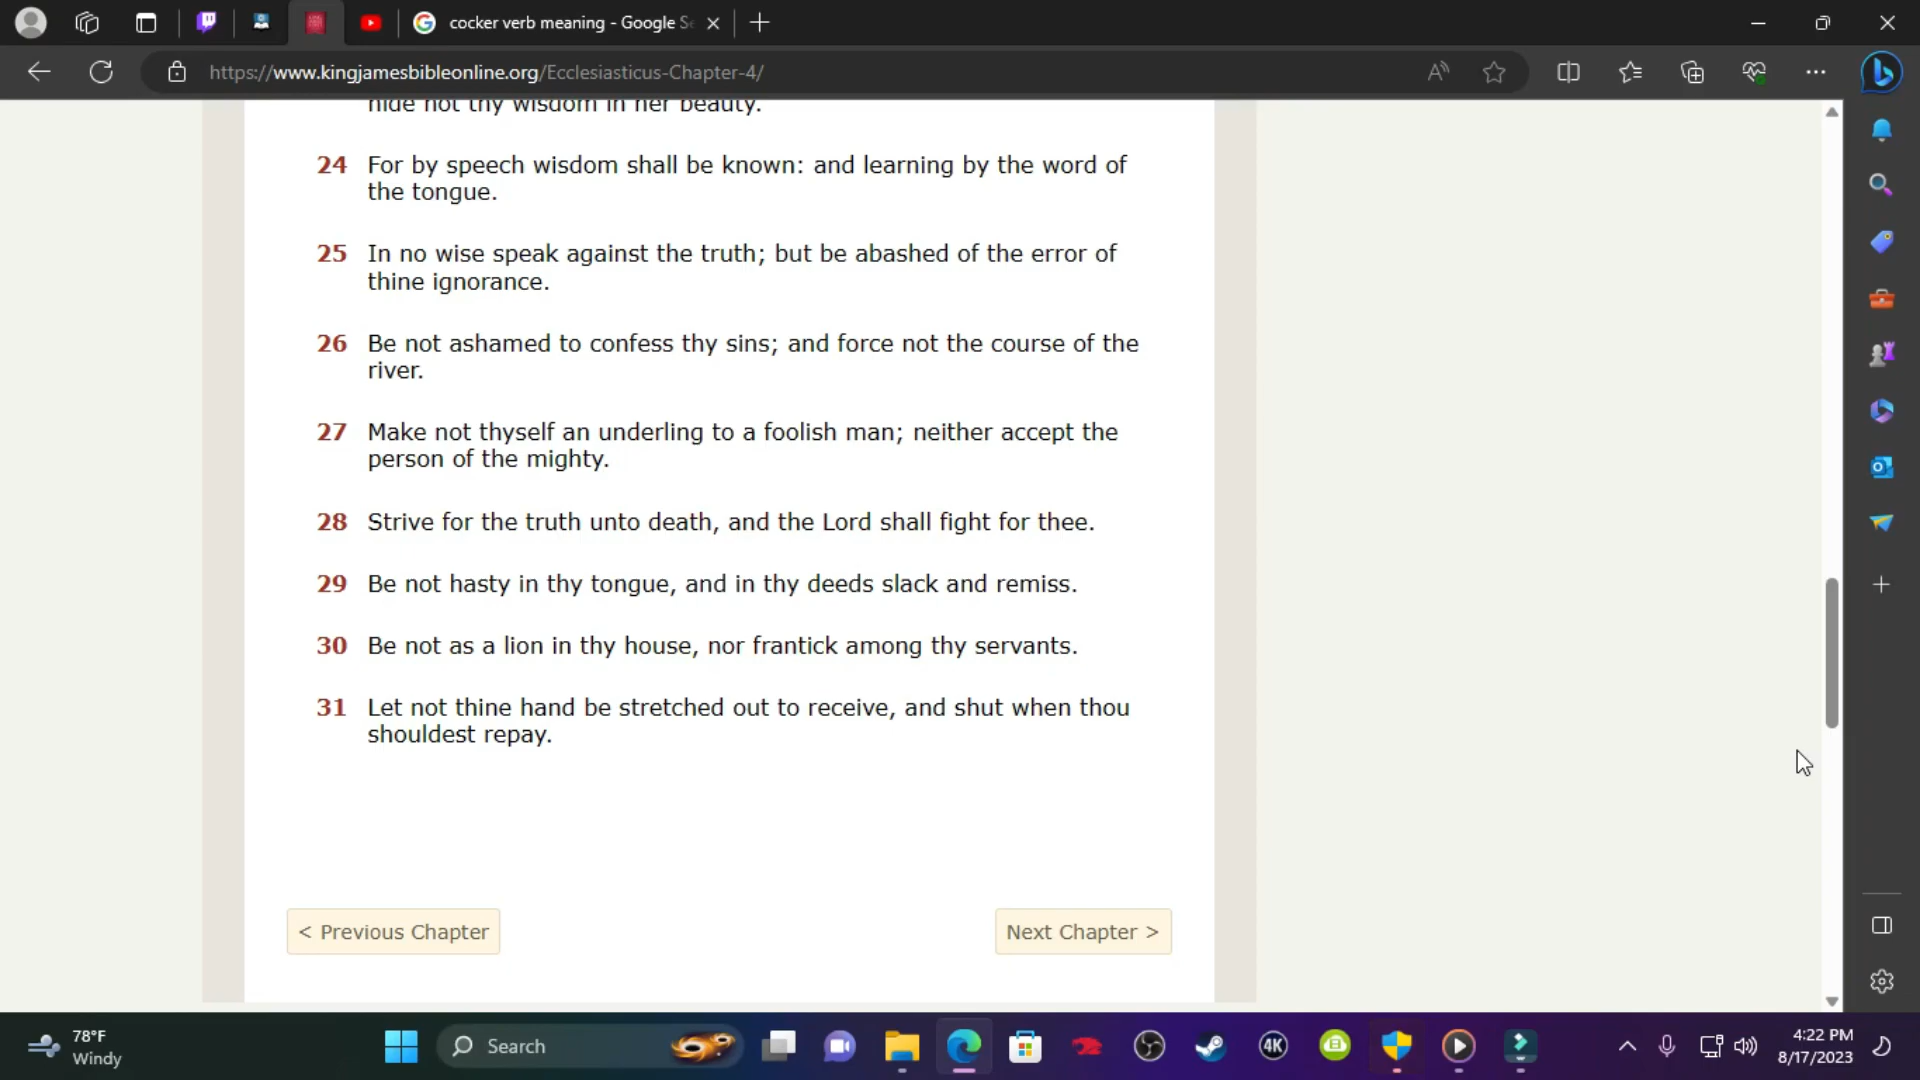 cocker verb meaning - Google Se
https://www.kingjamesbibleonline.org/Ecclesiasticus-Chapter-4/
hide not thy wisdom in her beauty.
24 For by speech wisdom shall be known: and learning by the word of
the tongue.
25 In no wise speak against the truth; but be abashed of the error of
thine ignorance.
26 Be not ashamed to confess thy sins; and force not the course of the
river.
27 Make not thyself an underling to a foolish man; neither accept the
person of the mighty.
28 Strive for the truth unto death, and the Lord shall fight for thee.
29 Be not hasty in thy tongue, and in thy deeds slack and remiss.
30 Be not as a lion in thy house, nor frantick among thy servants.
31 Let not thine hand be stretched out to receive, and shut when thou
shouldest repay.
< Previous Chapter
Next Chapter >
78°F
Windy
Search
4K
4:22 PM
8/17/2023